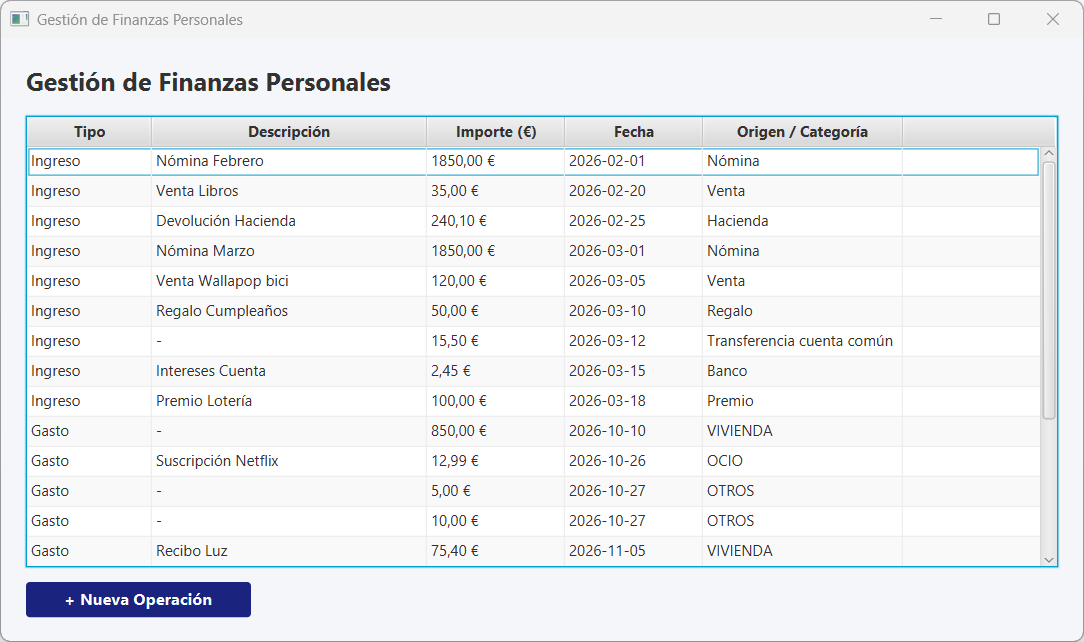 Gestión de Finanzas Personales
Gestión de Finanzas Personales
Tipo Descripción Importe (€) Fecha Origen / Categoría
Ingreso Nómina Febrero 1850,00 € 2026-02-01 Nómina
Ingreso Venta Libros 35,00 € 2026-02-20 Venta
Ingreso Devolución Hacienda 240,10 € 2026-02-25 Hacienda
Ingreso Nómina Marzo 1850,00 € 2026-03-01 Nómina
Ingreso Venta Wallapop bici 120,00 € 2026-03-05 Venta
Ingreso Regalo Cumpleaños 50,00 € 2026-03-10 Regalo
Ingreso - 15,50 € 2026-03-12 Transferencia cuenta común
Ingreso Intereses Cuenta 2,45 € 2026-03-15 Banco
Ingreso Premio Lotería 100,00 € 2026-03-18 Premio
Gasto - 850,00 € 2026-10-10 VIVIENDA
Gasto Suscripción Netflix 12,99 € 2026-10-26 OCIO
Gasto - 5,00 € 2026-10-27 OTROS
Gasto - 10,00 € 2026-10-27 OTROS
Gasto Recibo Luz 75,40 € 2026-11-05 VIVIENDA
+ Nueva Operación